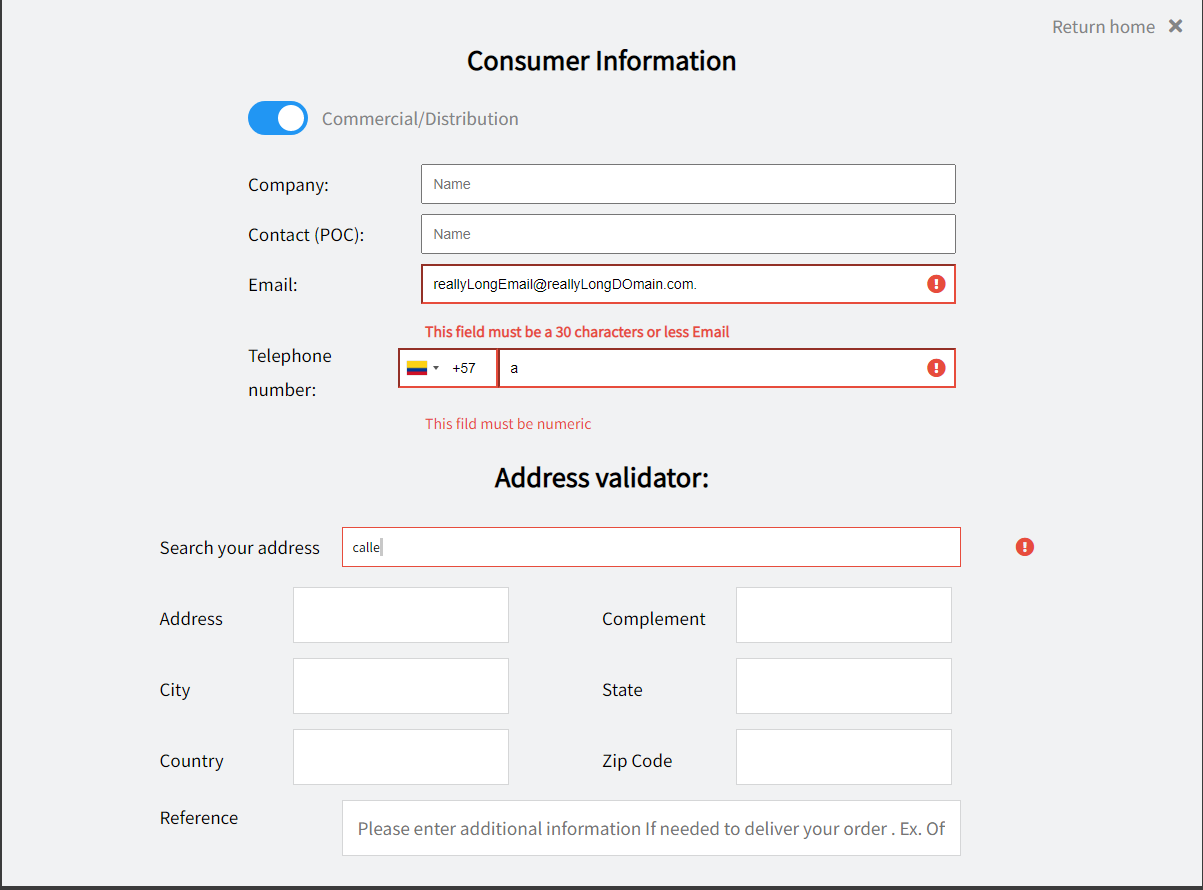 Return home
Consumer Information
Commercial/Distribution
Company:
Name
Contact (POC):
Name
Email:
reallyLongEmail@reallyLongDOmain.com.
This field must be a 30 characters or less Email
Telephone
number:
+57
a
This fild must be numeric
Address validator:
Search your address
calle
Address
Complement
City
State
Country
Zip Code
Reference
Please enter additional information If needed to deliver your order . Ex. Of